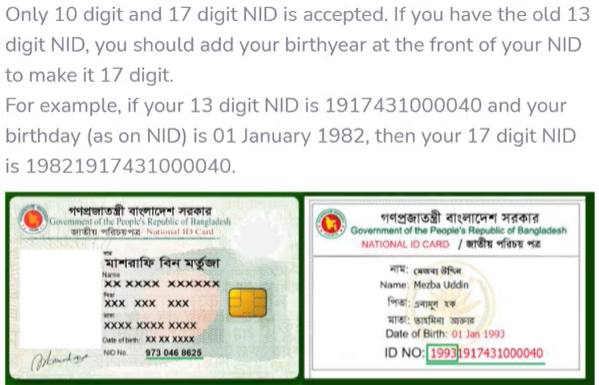 Only 10 digit and 17 digit NID is accepted. If you have the old 13
digit NID, you should add your birthyear at the front of your NID
to make it 17 digit.
For example, if your 13 digit NID is 1917431000040 and your
birthday (as on NID) is 01 January 1982, then your 17 digit NID
is 19821917431000040.
গণপ্রজাতন্ত্রী বাংলাদেশ সরকার
Government of the People's Republic of Bangladesh
জাতীয় পরিচয়পত্র National ID Card
মাশরাফি বিন মর্তুজা
Name
XX XXXX XXXXXX
পিতা
XXX XXX XXX
মাতা
XXXX XXXX XXXX
Date of birth: XX XX XXXX
NID No. 973 046 8625
গণপ্রজাতন্ত্রী বাংলাদেশ সরকার
Government of the People's Republic of Bangladesh
NATIONAL ID CARD / জাতীয় পরিচয় পত্র
নাম: মেজবা উদ্দিন
Name: Mezba Uddin
পিতা: এনামুল হক
মাতা: তাহমিনা আক্তার
Date of Birth: 01 Jan 1993
ID NO: 19931917431000040